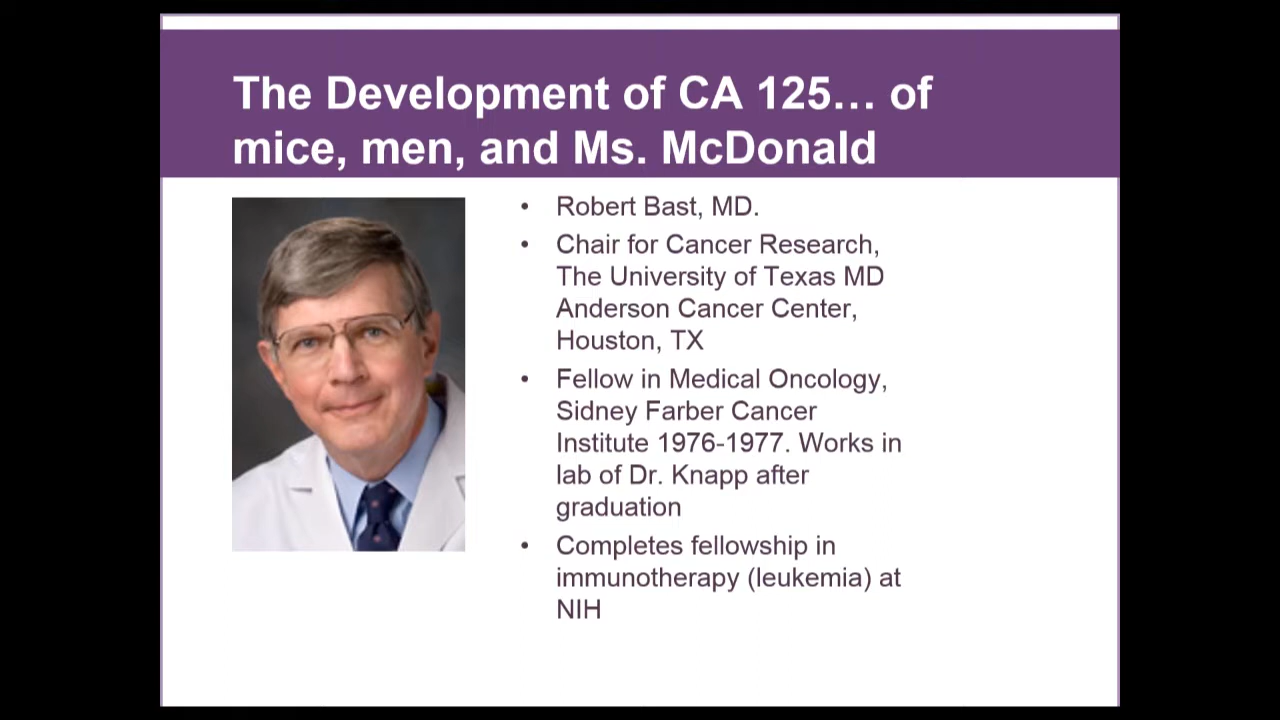 The Development of CA 125… of
mice, men, and Ms. McDonald
• Robert Bast, MD.
• Chair for Cancer Research,
The University of Texas MD
Anderson Cancer Center,
Houston, TX
• Fellow in Medical Oncology,
Sidney Farber Cancer
Institute 1976-1977. Works in
lab of Dr. Knapp after
graduation
• Completes fellowship in
immunotherapy (leukemia) at
NIH